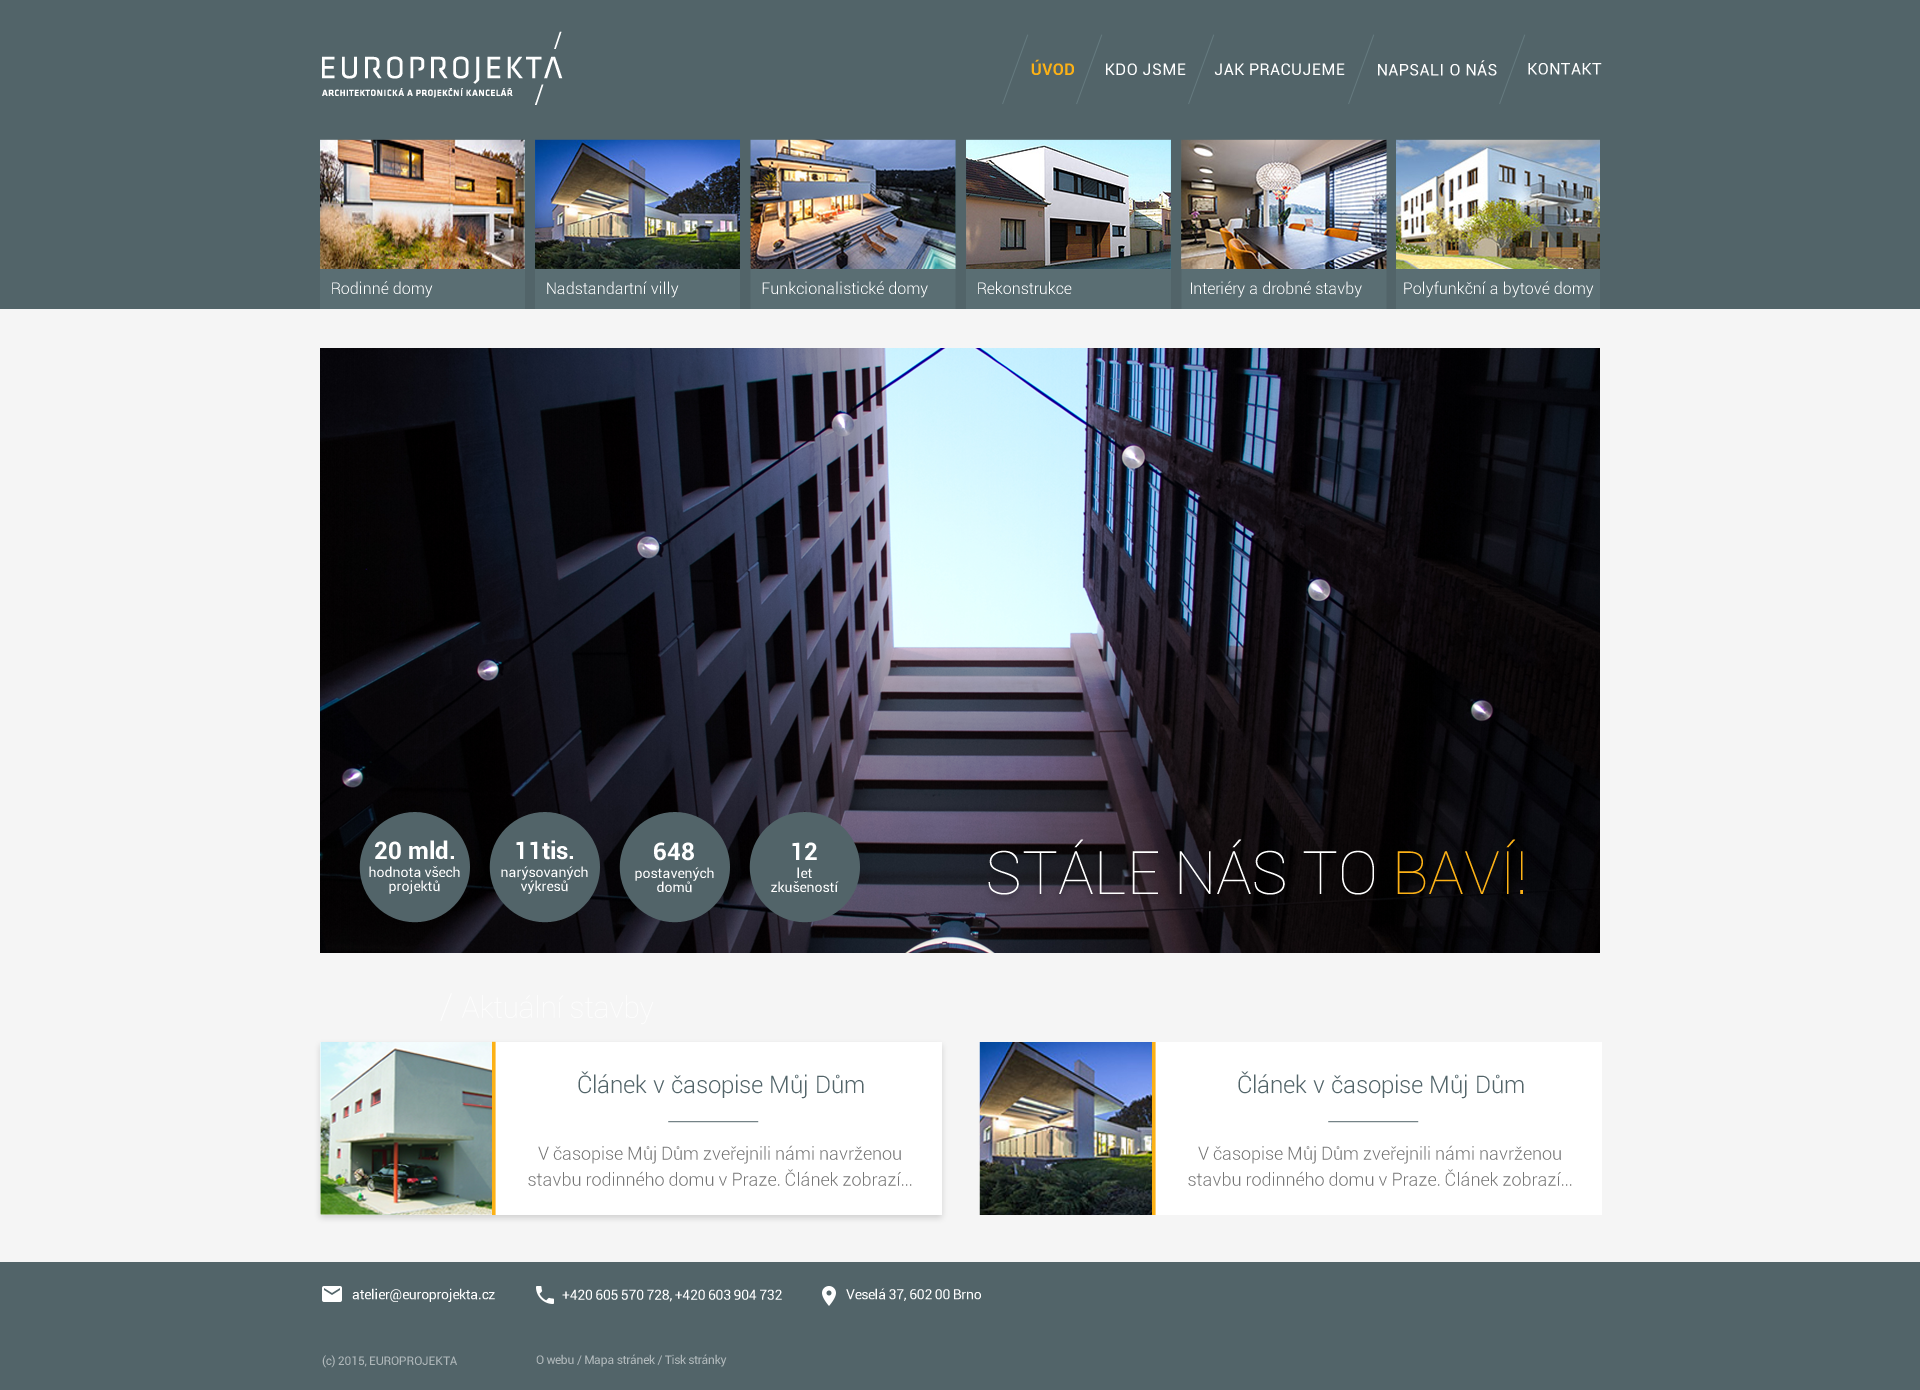 EUROPROJEKTA
ARCHITEKTONICKÁ A PROJEKČNÍ KANCELÁŘ
ÚVOD
KDO JSME
JAK PRACUJEME
NAPSALI O NÁS
KONTAKT
Rodinné domy
Nadstandartní villy
Funkcionalistické domy
Rekonstrukce
Interiéry a drobné stavby
Polyfunkční a bytové domy
20 mld.
hodnota všech
projektů
11tis.
narýsovaných
výkresů
648
postavených
domů
12
let
zkušeností
STÁLE NÁS TO BAVÍ!
/ Aktuální stavby
Článek v časopise Můj Dům
V časopise Můj Dům zveřejnili námi navrženou
stavbu rodinného domu v Praze. Článek zobrazí...
Článek v časopise Můj Dům
V časopise Můj Dům zveřejnili námi navrženou
stavbu rodinného domu v Praze. Článek zobrazí...
atelier@europrojekta.cz
+420 605 570 728, +420 603 904 732
Veselá 37, 602 00 Brno
(c) 2015, EUROPROJEKTA
O webu / Mapa stránek / Tisk stránky